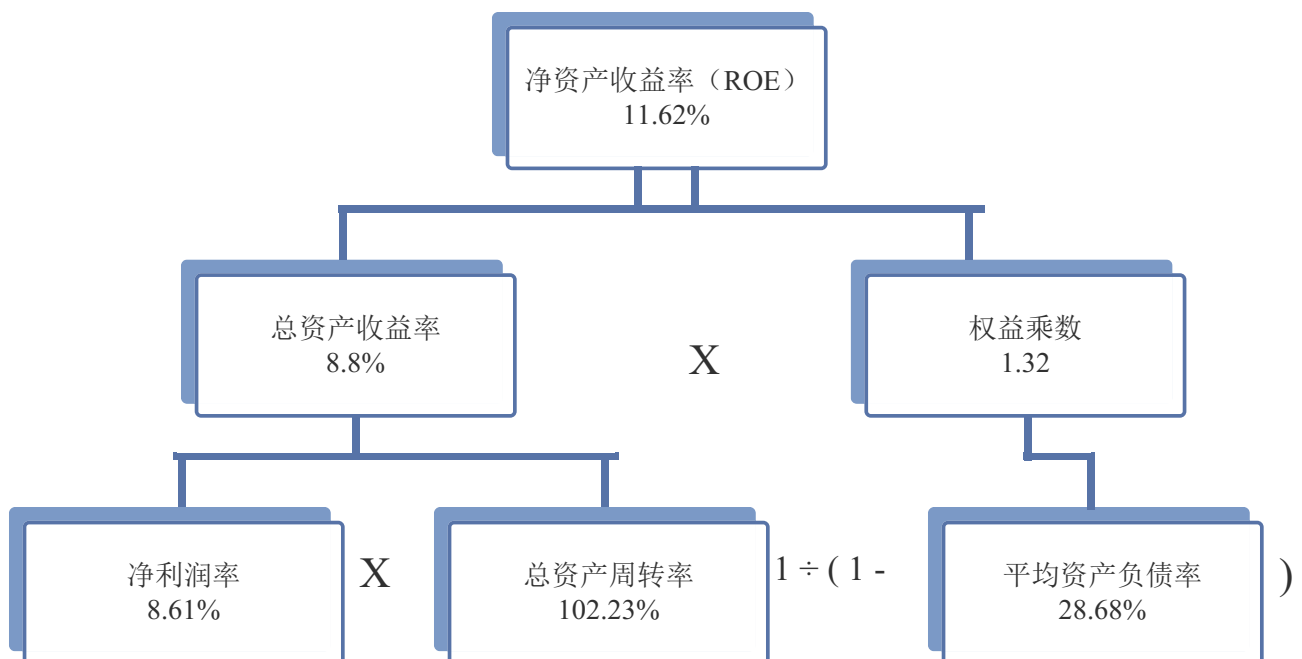 净资产收益率（ROE）
11.62%
总资产收益率
8.8%
X
权益乘数
1.32
净利润率
8.61%
X
总资产周转率
102.23%
1 ÷ ( 1 -
平均资产负债率
28.68%
)